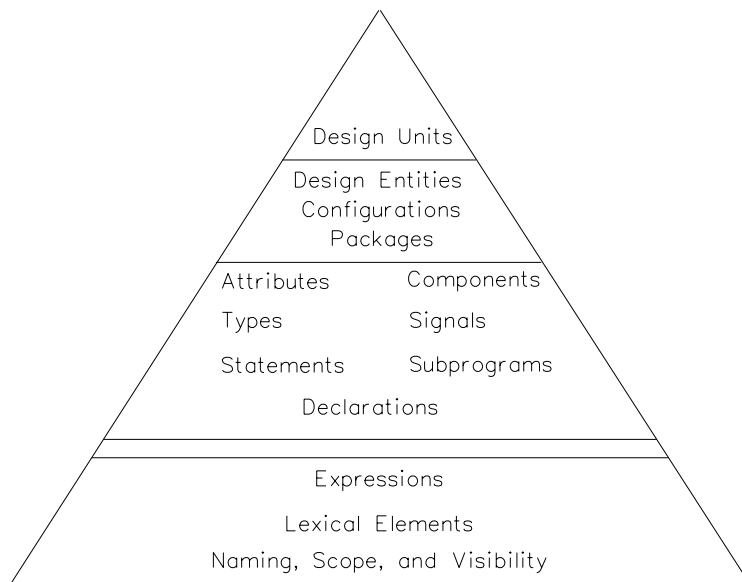 Design Units
Design Entities
Configurations
Packages
Attributes Components
Types Signals
Statements Subprograms
Declarations
Expressions
Lexical Elements
Naming, Scope, and Visibility